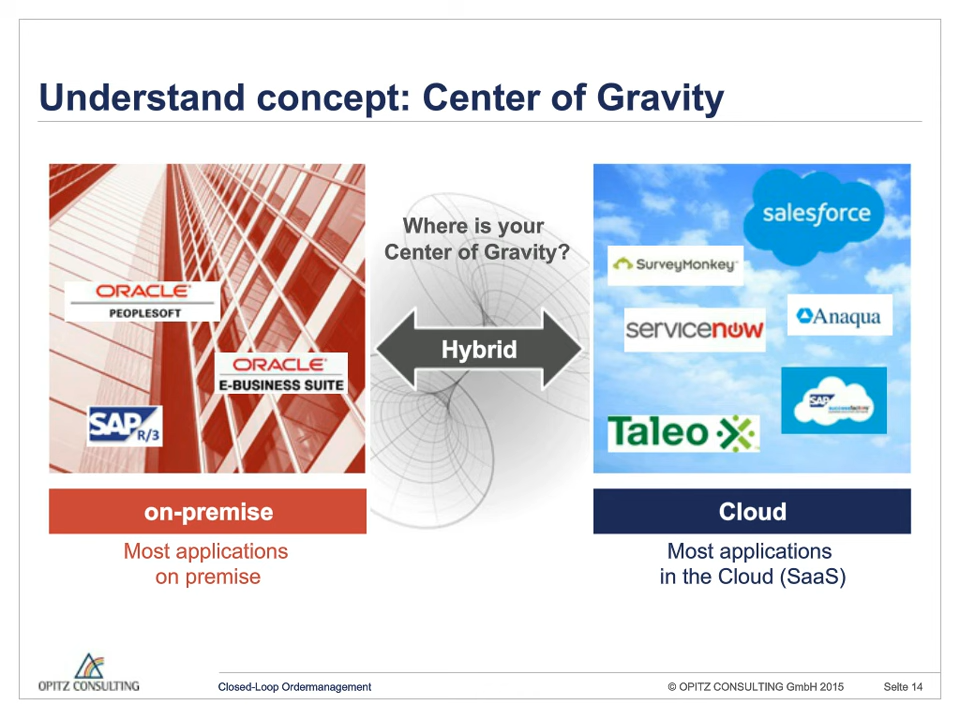 Understand concept: Center of Gravity
Where is your
Center of Gravity?
Hybrid
ORACLE®
PEOPLESOFT
ORACLE®
E-BUSINESS SUITE
SAP R/3
on-premise
Most applications
on premise
salesforce
SurveyMonkey™
servicenow
Anaqua
SAP
successfactors
Taleo
Cloud
Most applications
in the Cloud (SaaS)
OPITZ CONSULTING
Closed-Loop Ordermanagement
© OPITZ CONSULTING GmbH 2015
Seite 14